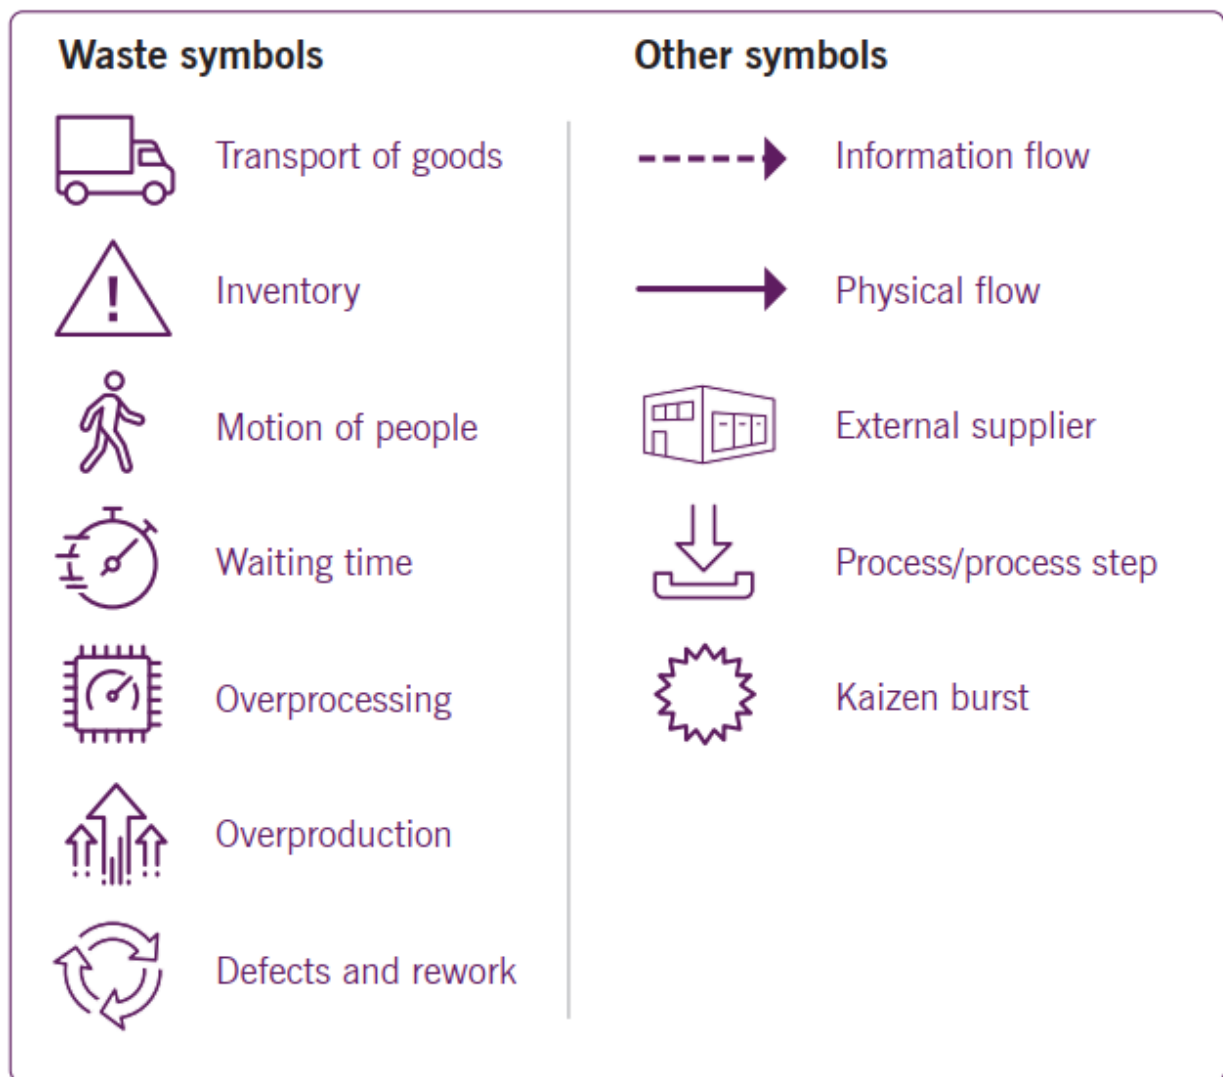 Waste symbols
Transport of goods
!
Inventory
Motion of people
Waiting time
Overprocessing
Overproduction
Defects and rework
Other symbols
Information flow
Physical flow
External supplier
Process/process step
Kaizen burst